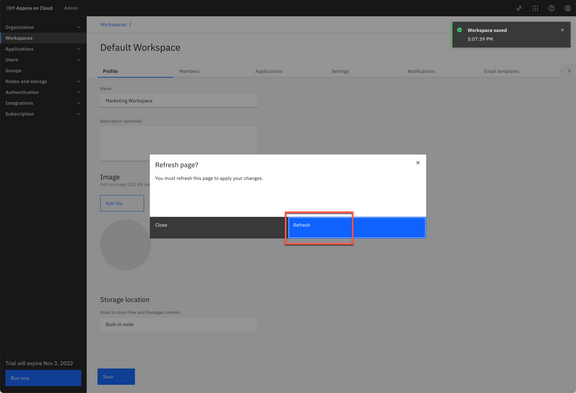 IBM Aspera on Cloud Admin
Organization
Workspaces
Applications
Users
Groups
Nodes and storage
Authentication
Integrations
Subscription
Trial will expire Nov 3, 2022
Buy now
Workspaces /
Default Workspace
Profile Members Applications Settings Notifications Email templates
Name
Marketing Workspace
Description (optional)
Image
Add an image (512 KB
Add file
Storage location
Node to store Files and Packages content
Built-in node
Save
Workspace saved
5:07:39 PM
Refresh page?
You must refresh this page to apply your changes.
Close Refresh